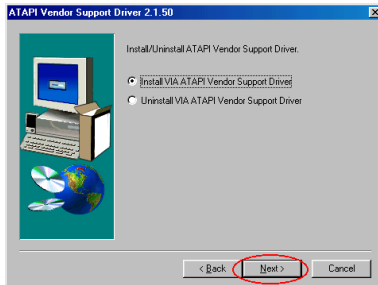 ATAPI Vendor Support Driver 2.1.50
Install/Uninstall ATAPI Vendor Support Driver.
Install VIA ATAPI Vendor Support Driver
Uninstall VIA ATAPI Vendor Support Driver
< Back
Next >
Cancel